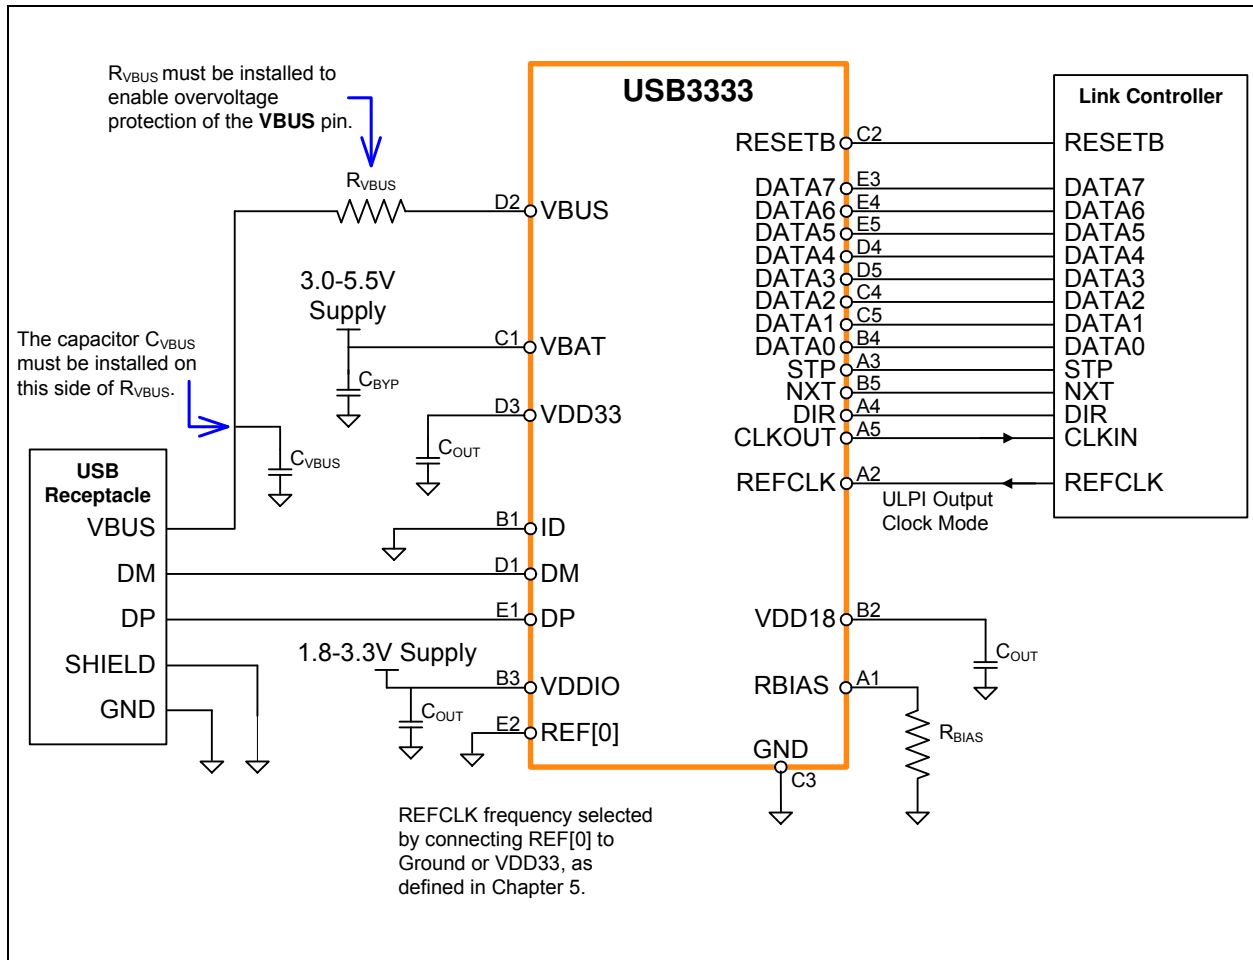 RVBUS must be installed to
enable overvoltage
protection of the VBUS pin.
RVBUS
3.0-5.5V
Supply
The capacitor CVBUS
must be installed on
this side of RVBUS.
CBYP
COUT
CVBUS
USB
Receptacle
VBUS
DM
DP
SHIELD
GND
1.8-3.3V Supply
COUT
USB3333
D2 VBUS
C1 VBAT
D3 VDD33
B1 ID
D1 DM
E1 DP
B3 VDDIO
E2 REF[0]
RESETB C2
DATA7 E3
DATA6 E4
DATA5 E5
DATA4 D4
DATA3 D5
DATA2 C4
DATA1 C5
DATA0 B4
STP A3
NXT B5
DIR A4
CLKOUT A5
REFCLK A2
ULPI Output
Clock Mode
VDD18 B2
COUT
RBIAS A1
RBIAS
GND
C3
Link Controller
RESETB
DATA7
DATA6
DATA5
DATA4
DATA3
DATA2
DATA1
DATA0
STP
NXT
DIR
CLKIN
REFCLK
REFCLK frequency selected
by connecting REF[0] to
Ground or VDD33, as
defined in Chapter 5.